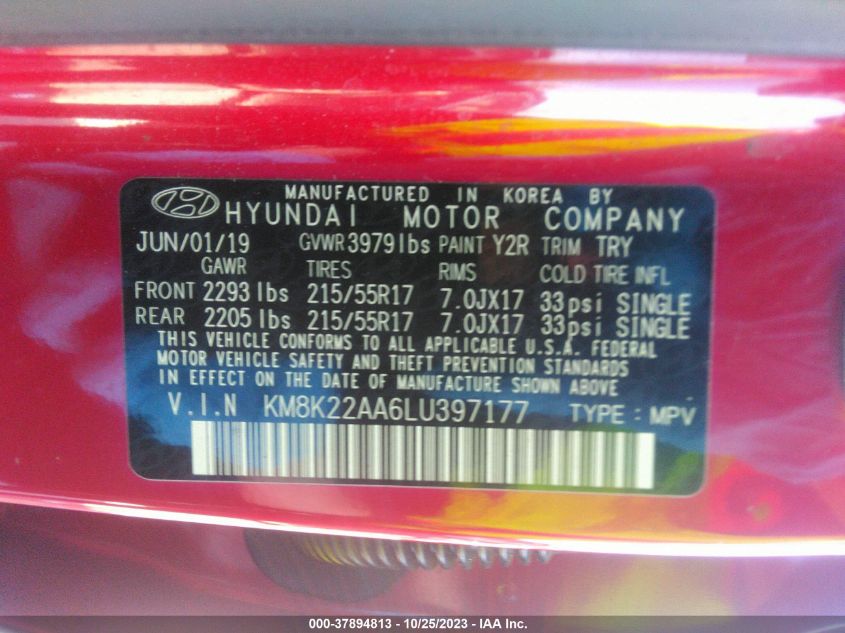 MANUFACTURED IN KOREA BY
HYUNDAI MOTOR COMPANY
JUN/01/19 GVWR 3979 lbs PAINT Y2R TRIM TRY
GAWR TIRES RIMS COLD TIRE INFL
FRONT 2293 lbs 215/55R17 7.0JX17 33psi SINGLE
REAR 2205 lbs 215/55R17 7.0JX17 33psi SINGLE
THIS VEHICLE CONFORMS TO ALL APPLICABLE U.S.A. FEDERAL
MOTOR VEHICLE SAFETY AND THEFT PREVENTION STANDARDS
IN EFFECT ON THE DATE OF MANUFACTURE SHOWN ABOVE.
V.I.N KM8K22AA6LU397177 TYPE : MPV
000-37894813 - 10/25/2023 - IAA Inc.